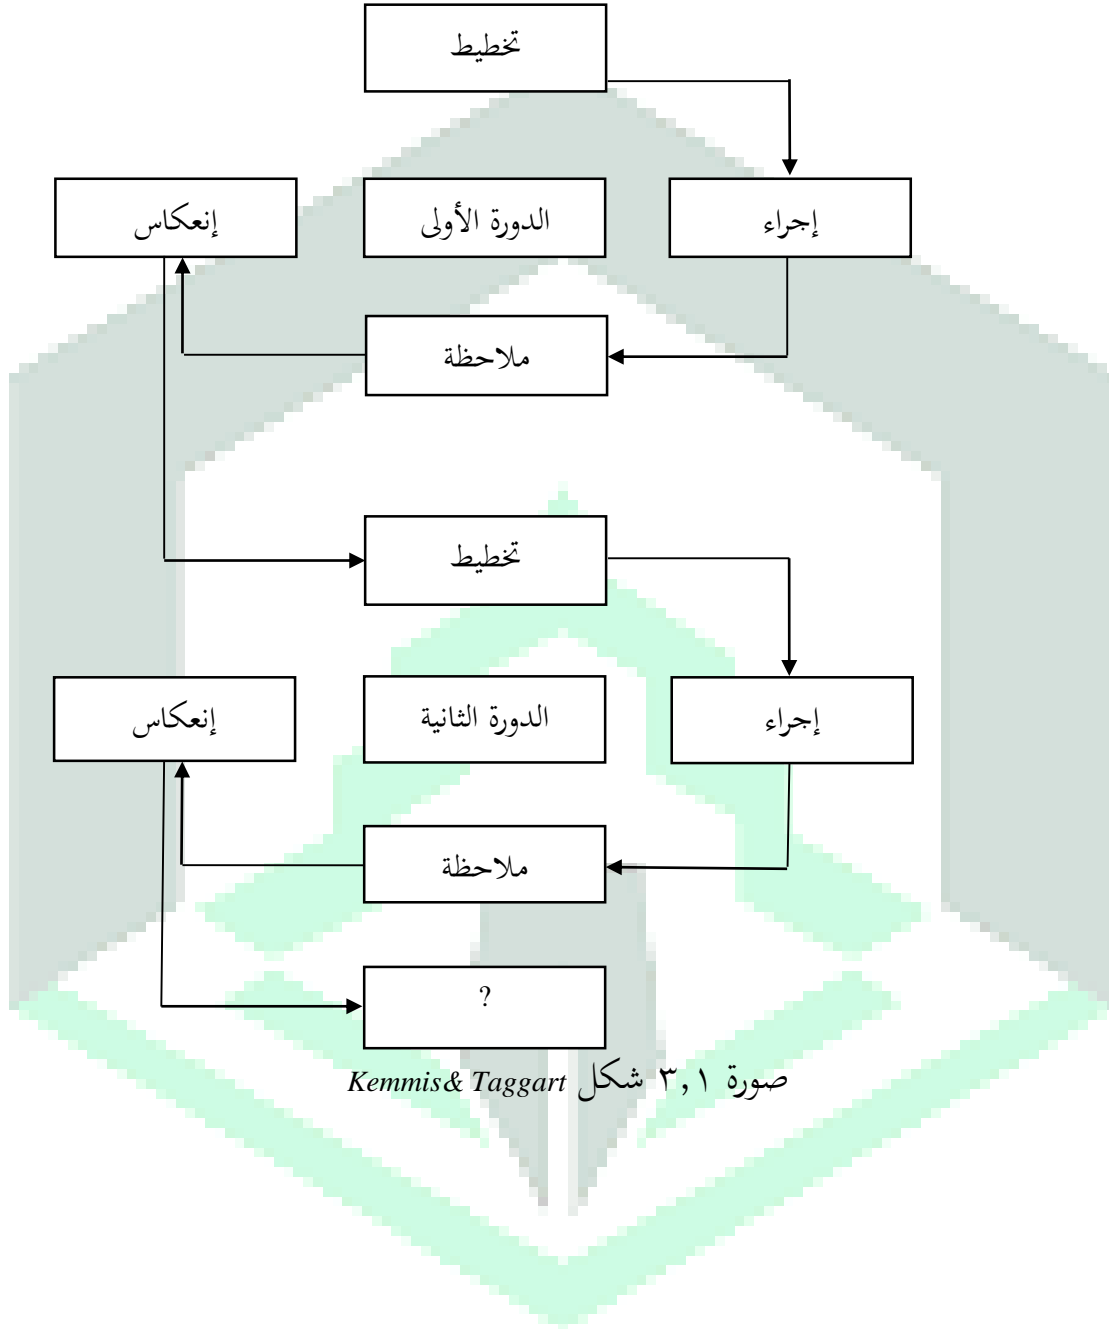 تخطيط
إجراء
الدورة الأولى
إنعكاس
ملاحظة
تخطيط
إجراء
الدورة الثانية
إنعكاس
ملاحظة
?
صورة ٣,١ شكل Kemmis& Taggart